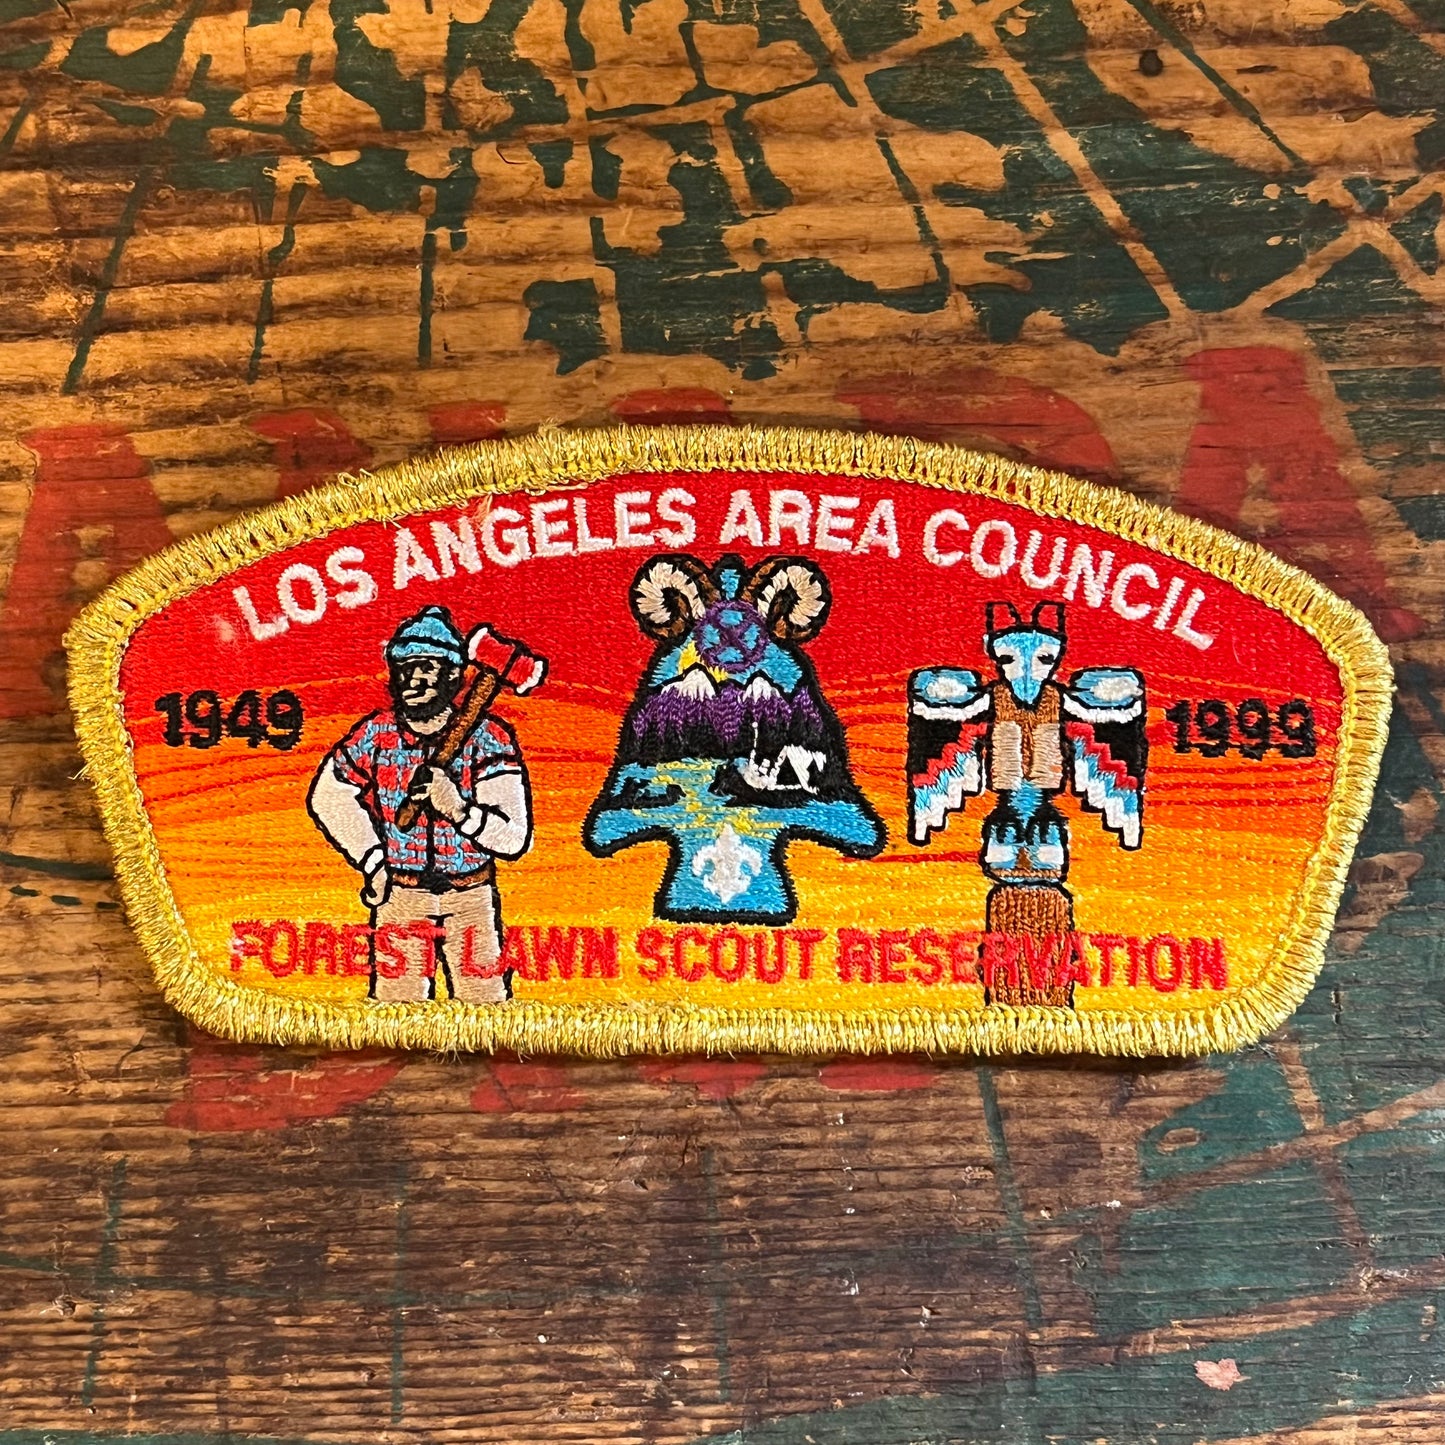 LOS ANGELES AREA COUNCIL
1949
1999
FOREST LAWN SCOUT RESERVATION